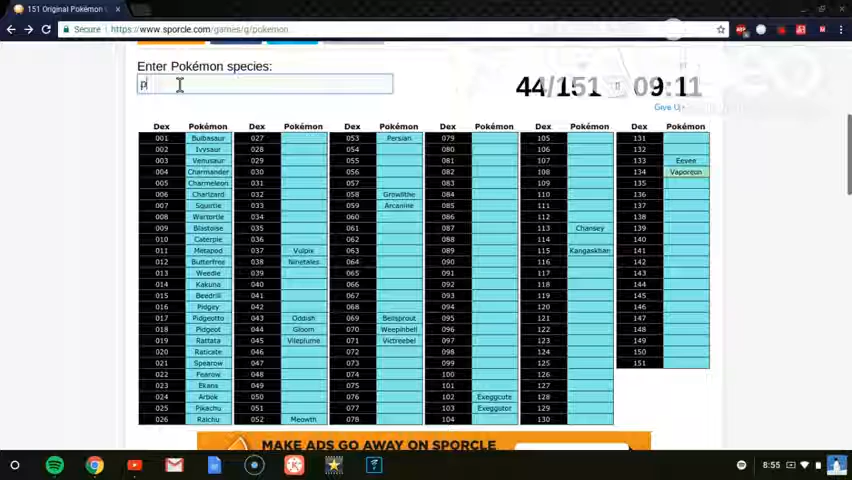 151 Original Pokémon
Secure https://www.sporcle.com/games/g/pokemon
Enter Pokémon species:
p
44/151 09:11
Give Up
Dex Pokémon Dex Pokémon Dex Pokémon Dex Pokémon Dex Pokémon Dex Pokémon
001 Bulbasaur 027 053 Persian 079 105 131
002 Ivysaur 028 054 080 106 132
003 Venusaur 029 055 081 107 133 Eevee
004 Charmander 030 056 082 108 134 Vaporeon
005 Charmeleon 031 057 083 109 135
006 Charizard 032 058 Growlithe 084 110 136
007 Squirtle 033 059 Arcanine 085 111 137
008 Wartortle 034 060 086 112 138
009 Blastoise 035 061 087 113 Chansey 139
010 Caterpie 036 062 088 114 140
011 Metapod 037 Vulpix 063 089 115 Kangaskhan 141
012 Butterfree 038 Ninetales 064 090 116 142
013 Weedle 039 065 091 117 143
014 Kakuna 040 066 092 118 144
015 Beedrill 041 067 093 119 145
016 Pidgey 042 068 094 120 146
017 Pidgeotto 043 Oddish 069 Bellsprout 095 121 147
018 Pidgeot 044 Gloom 070 Weepinbell 096 122 148
019 Rattata 045 Vileplume 071 Victreebel 097 123 149
020 Raticate 046 072 098 124 150
021 Spearow 047 073 099 125 151
022 Fearow 048 074 100 126
023 Ekans 049 075 101 127
024 Arbok 050 076 102 Exeggcute 128
025 Pikachu 051 077 103 Exeggutor 129
026 Raichu 052 Meowth 078 104 130
MAKE ADS GO AWAY ON SPORCLE
8:55